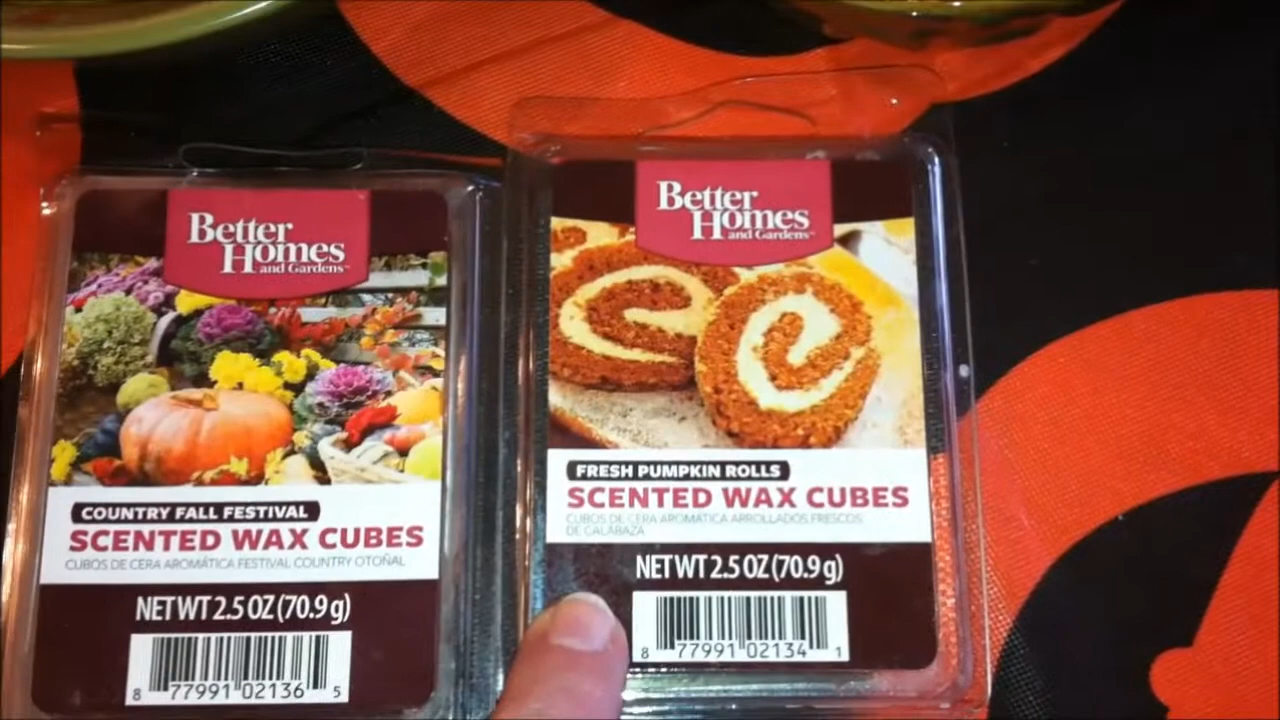 Better
Homes
and Gardens™
COUNTRY FALL FESTIVAL
SCENTED WAX CUBES
CUBOS DE CERA AROMÁTICA FESTIVAL COUNTRY OTOÑAL
NET WT 2.5 OZ (70.9 g)
8 77991 02136 5
Better
Homes
and Gardens™
FRESH PUMPKIN ROLLS
SCENTED WAX CUBES
CUBOS DE CERA AROMÁTICA ARROLLADOS FRESCOS
DE CALABAZA
NET WT 2.5 OZ (70.9 g)
8 77991 02134 1